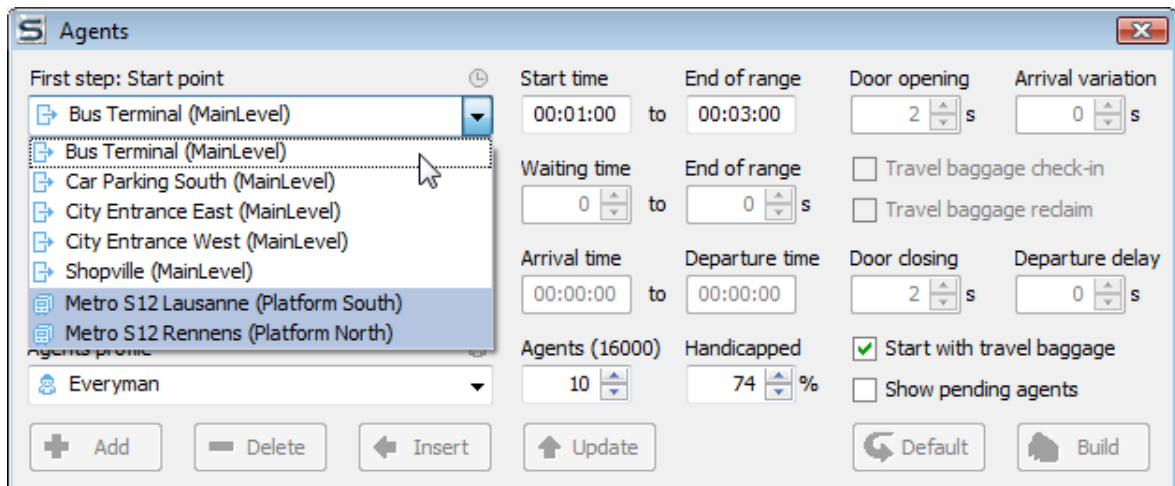 Agents
First step: Start point Start time End of range Door opening Arrival variation
Bus Terminal (MainLevel) 00:01:00 to 00:03:00 2 s 0 s
Bus Terminal (MainLevel)
Car Parking South (MainLevel) Waiting time End of range Travel baggage check-in
City Entrance East (MainLevel) 0 to 0 s Travel baggage reclaim
City Entrance West (MainLevel)
Shopville (MainLevel) Arrival time Departure time Door closing Departure delay
Metro S12 Lausanne (Platform South) 00:00:00 to 00:00:00 2 s 0 s
Metro S12 Rennens (Platform North)
Agents profile Agents (16000) Handicapped Start with travel baggage
Everyman 10 74 % Show pending agents
Add Delete Insert Update Default Build